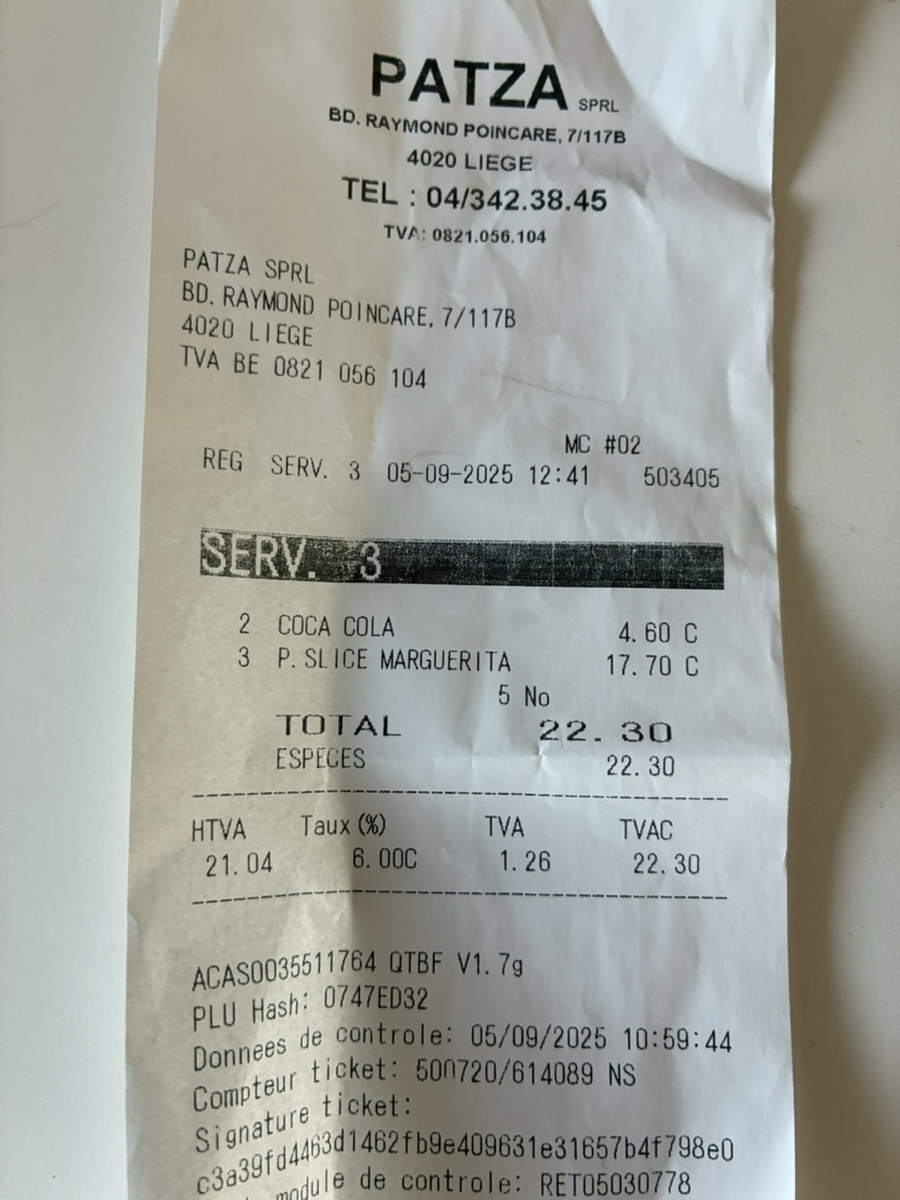 PATZA SPRL
BD. RAYMOND POINCARE, 7/117B
4020 LIEGE
TEL : 04/342.38.45
TVA: 0821.056.104
PATZA SPRL
BD. RAYMOND POINCARE, 7/117B
4020 LIEGE
TVA BE 0821 056 104
MC #02
REG SERV. 3 05-09-2025 12:41 503405
SERV. 3
2 COCA COLA 4.60 C
3 P.SLICE MARGUERITA 17.70 C
5 No
TOTAL 22.30
ESPECES 22.30
HTVA Taux(%) TVA TVAC
21.04 6.00C 1.26 22.30
ACAS0035511764 QTBF V1.7g
PLU Hash: 0747ED32
Donnees de controle: 05/09/2025 10:59:44
Compteur ticket: 500720/614089 NS
Signature ticket:
c3a39fd4463d1462fb9e409631e31657b4f798e0
module de controle: RET05030778